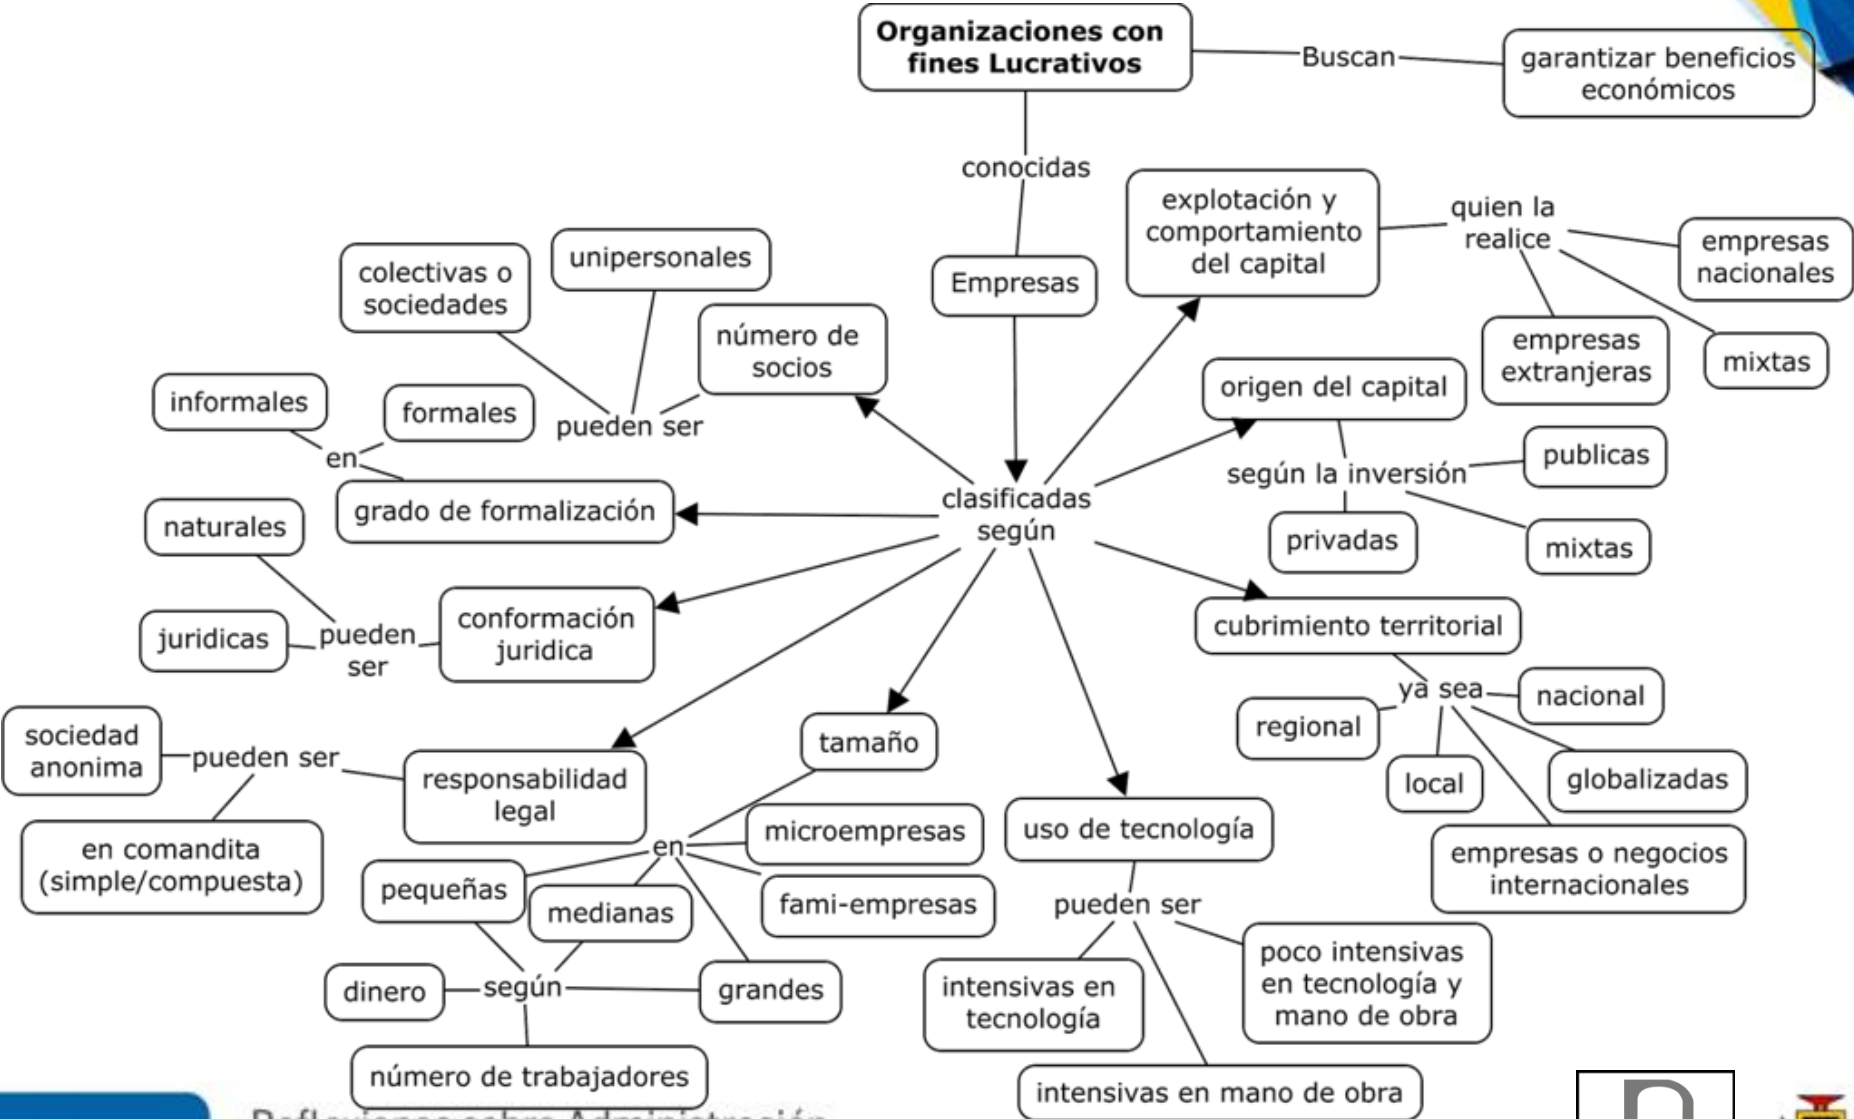 Organizaciones con
fines Lucrativos
Buscan
garantizar beneficios
económicos
conocidas
Empresas
explotación y
comportamiento
del capital
quien la
realice
empresas
nacionales
empresas
extranjeras
mixtas
colectivas o
sociedades
unipersonales
número de
socios
pueden ser
informales
formales
en
grado de formalización
origen del capital
según la inversión
publicas
privadas
mixtas
clasificadas
según
naturales
juridicas
pueden
ser
conformación
juridica
cubrimiento territorial
ya sea
nacional
regional
local
globalizadas
empresas o negocios
internacionales
sociedad
anonima
pueden ser
responsabilidad
legal
en comandita
(simple/compuesta)
tamaño
en
microempresas
fami-empresas
pequeñas
medianas
grandes
según
dinero
número de trabajadores
uso de tecnología
pueden ser
intensivas en
tecnología
poco intensivas
en tecnología y
mano de obra
intensivas en mano de obra
Reflexiones sobre Administración